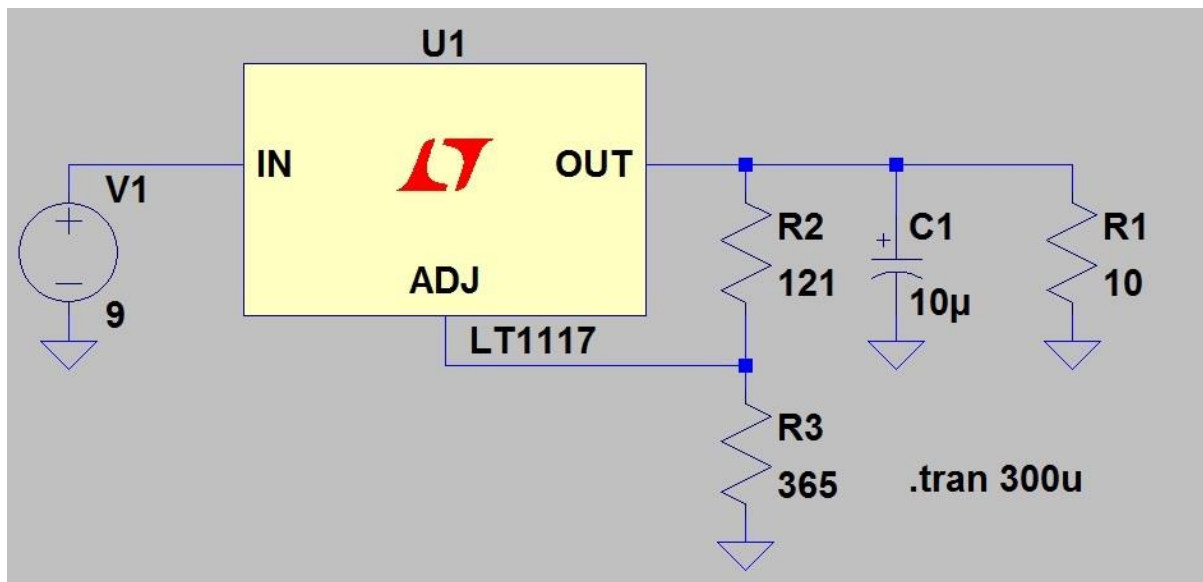 U1
IN
OUT
ADJ
LT1117
V1
9
R2
121
C1
10µ
R1
10
R3
365
.tran 300u